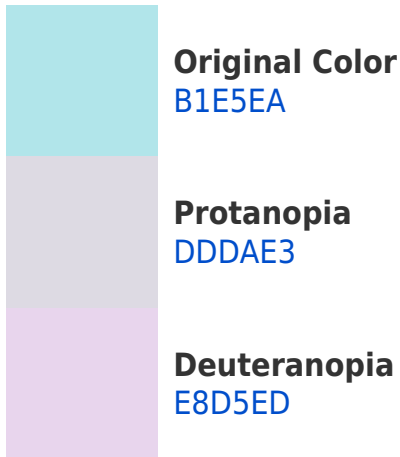 Original Color
B1E5EA
Protanopia
DDDAE3
Deuteranopia
E8D5ED